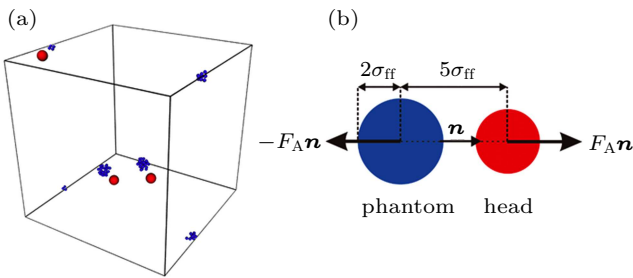 (a)
(b)
2σff
5σff
−FAn
n
FAn
phantom
head